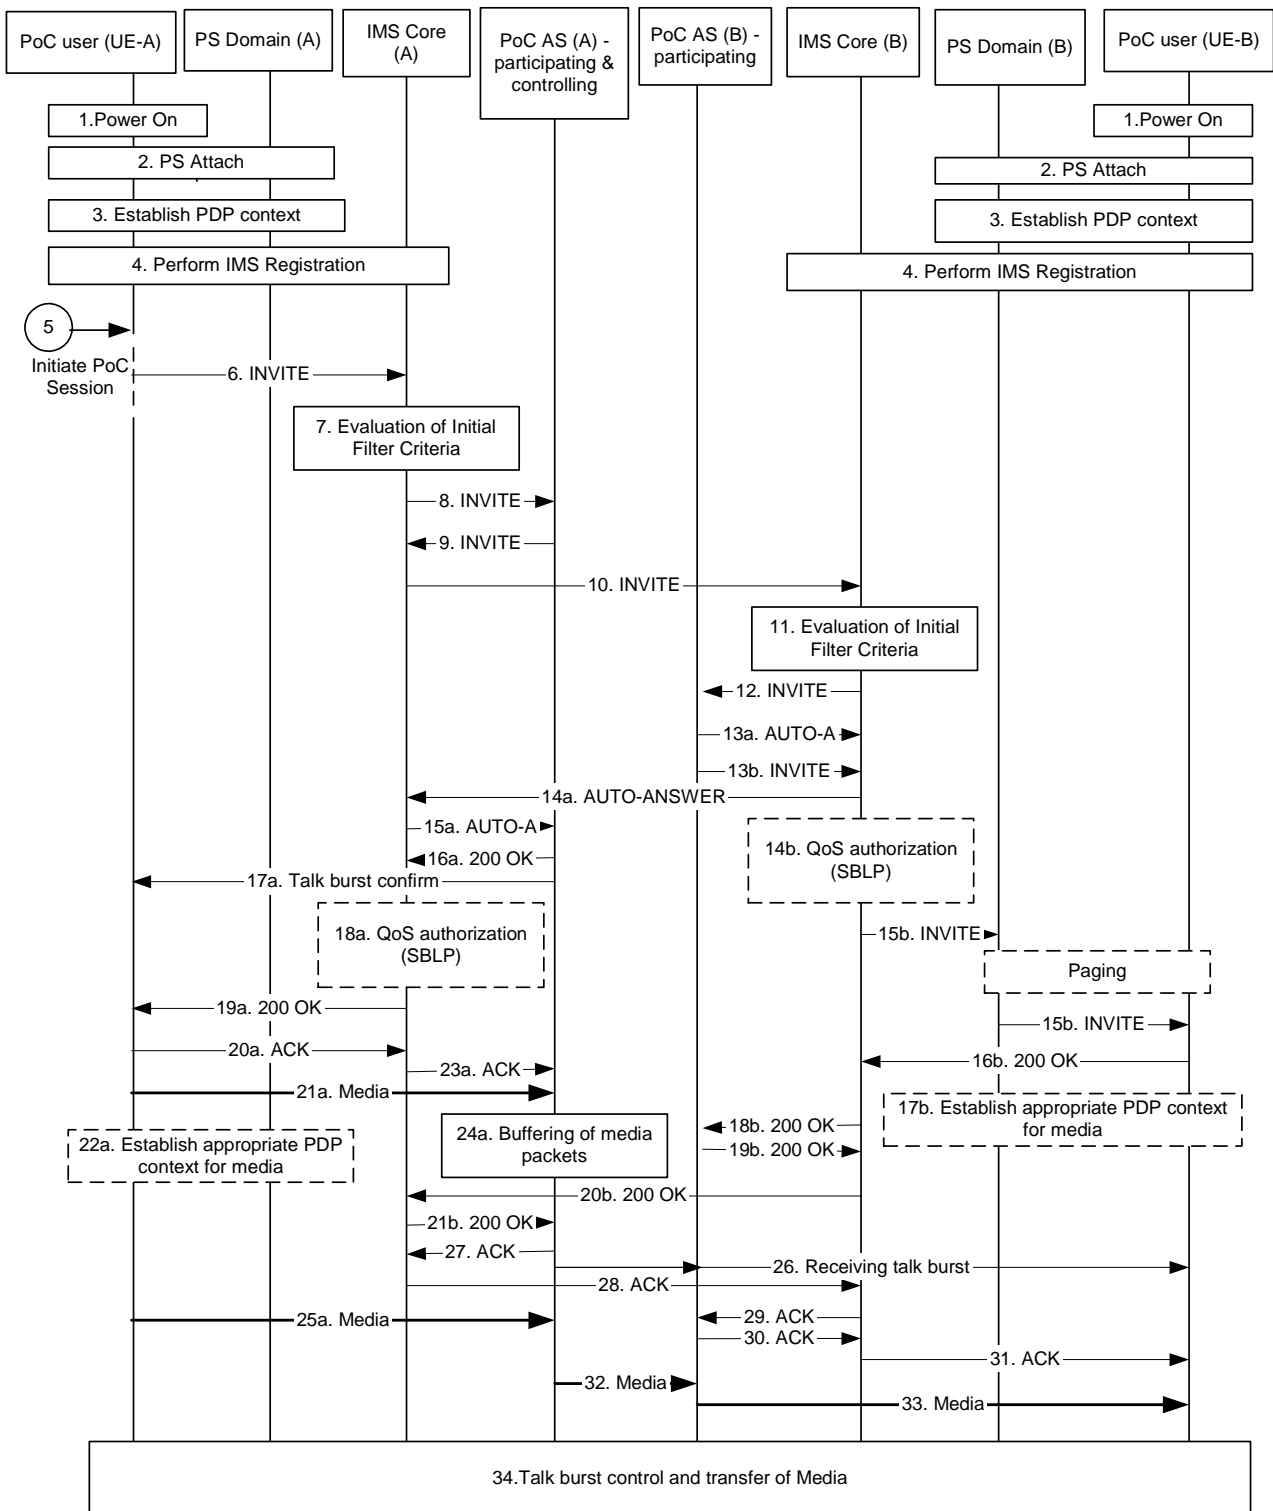 PoC user (UE-A)
PS Domain (A)
IMS Core
(A)
PoC AS (A) -
participating &
controlling
PoC AS (B) -
participating
IMS Core (B)
PS Domain (B)
PoC user (UE-B)
1.Power On
1.Power On
2. PS Attach
2. PS Attach
3. Establish PDP context
3. Establish PDP context
4. Perform IMS Registration
4. Perform IMS Registration
5
Initiate PoC
Session
6. INVITE
7. Evaluation of Initial
Filter Criteria
8. INVITE
9. INVITE
10. INVITE
11. Evaluation of Initial
Filter Criteria
12. INVITE
13a. AUTO-A
13b. INVITE
14a. AUTO-ANSWER
15a. AUTO-A
14b. QoS authorization
(SBLP)
16a. 200 OK
17a. Talk burst confirm
18a. QoS authorization
(SBLP)
15b. INVITE
Paging
19a. 200 OK
15b. INVITE
20a. ACK
16b. 200 OK
23a. ACK
21a. Media
17b. Establish appropriate PDP context
for media
18b. 200 OK
24a. Buffering of media
packets
22a. Establish appropriate PDP
context for media
19b. 200 OK
20b. 200 OK
21b. 200 OK
27. ACK
26. Receiving talk burst
28. ACK
25a. Media
29. ACK
30. ACK
31. ACK
32. Media
33. Media
34.Talk burst control and transfer of Media